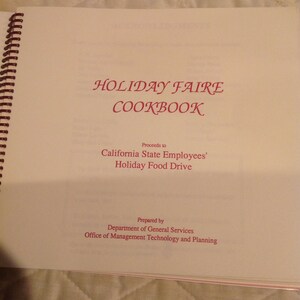 HOLIDAY FAIRE
COOKBOOK
Proceeds to
California State Employees'
Holiday Food Drive
Prepared by
Department of General Services
Office of Management Technology and Planning